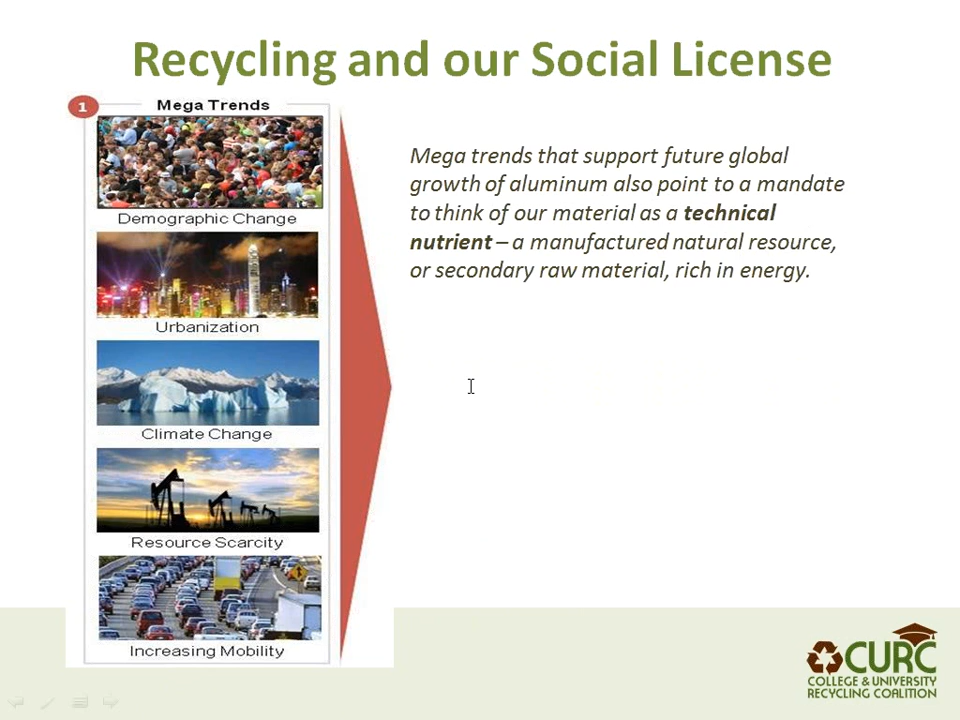 Recycling and our Social License
1
Mega Trends
Demographic Change
Urbanization
Climate Change
Resource Scarcity
Increasing Mobility
Mega trends that support future global
growth of aluminum also point to a mandate
to think of our material as a technical
nutrient – a manufactured natural resource,
or secondary raw material, rich in energy.
CURC
COLLEGE & UNIVERSITY
RECYCLING COALITION